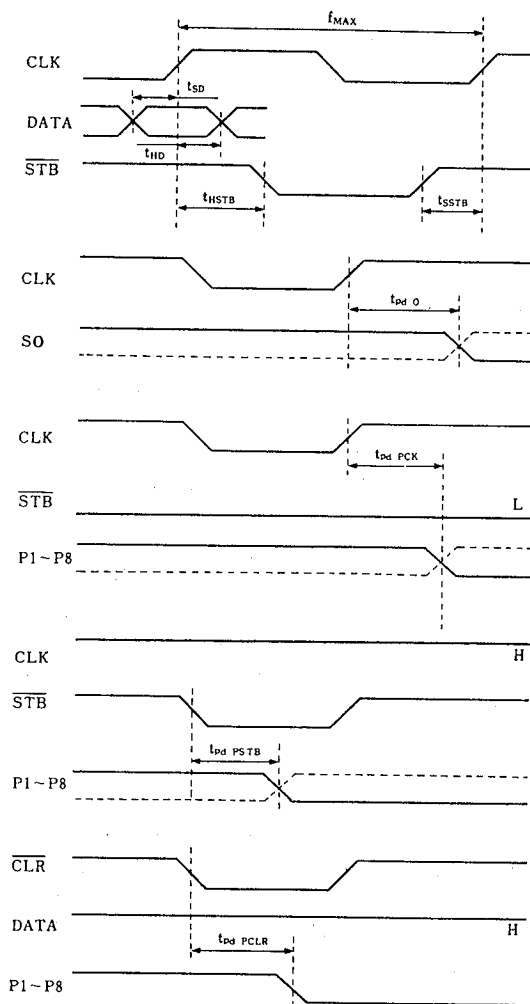 fMAX
CLK
tSD
DATA
tHD
STB
tHSTB
tSSTB
CLK
tpd O
SO
CLK
tpd PCK
STB
L
P1~P8
CLK
H
STB
tpd PSTB
P1~P8
CLR
DATA
H
tpd PCLR
P1~P8